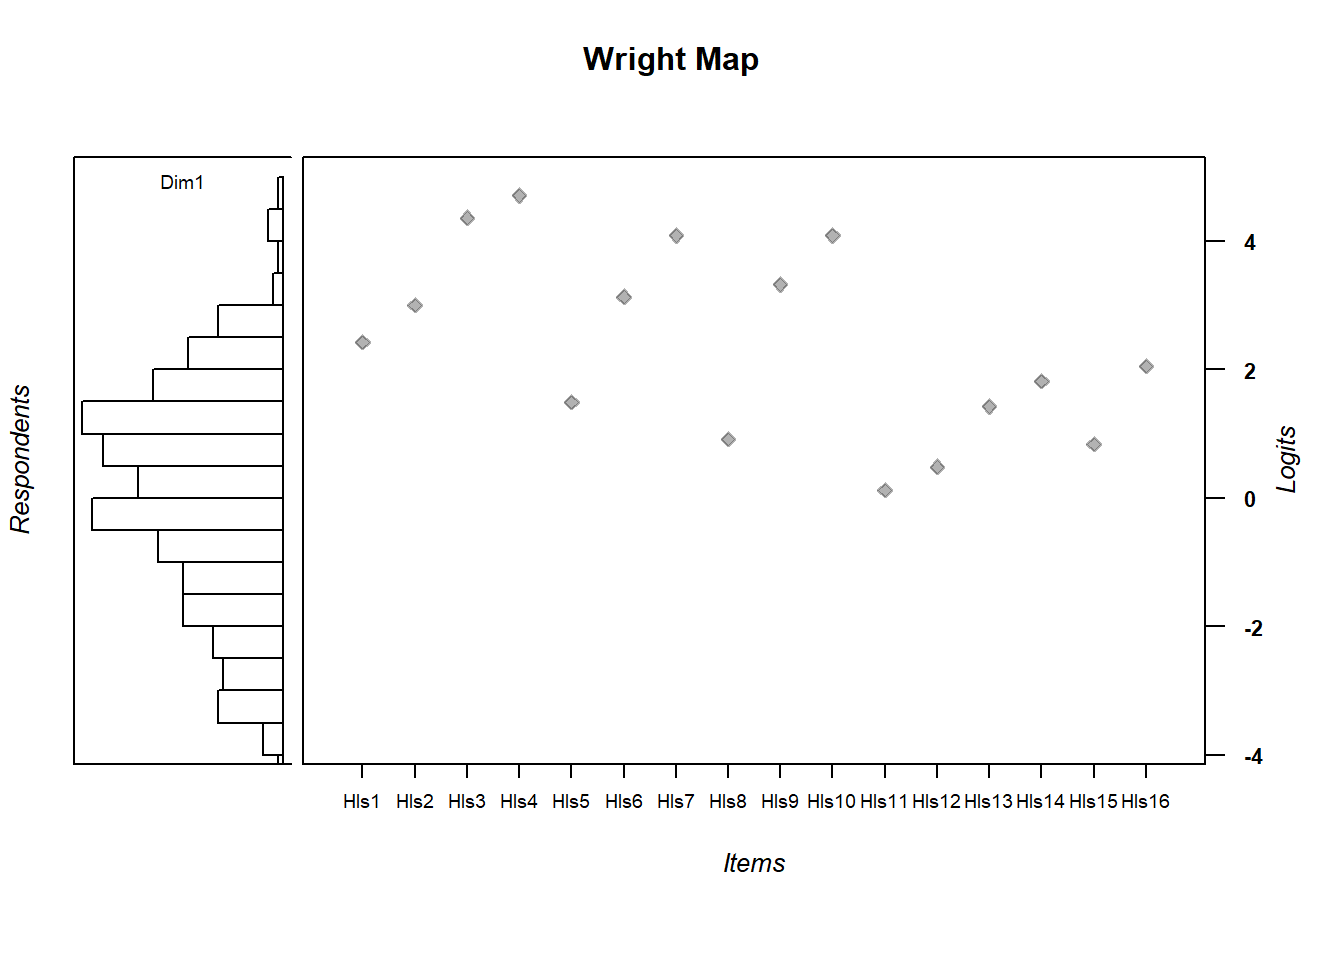 Wright Map
Dim1
Respondents
4
2
0
-2
-4
Logits
Hls1 Hls2 Hls3 Hls4 Hls5 Hls6 Hls7 Hls8 Hls9 Hls10 Hls11 Hls12 Hls13 Hls14 Hls15 Hls16
Items